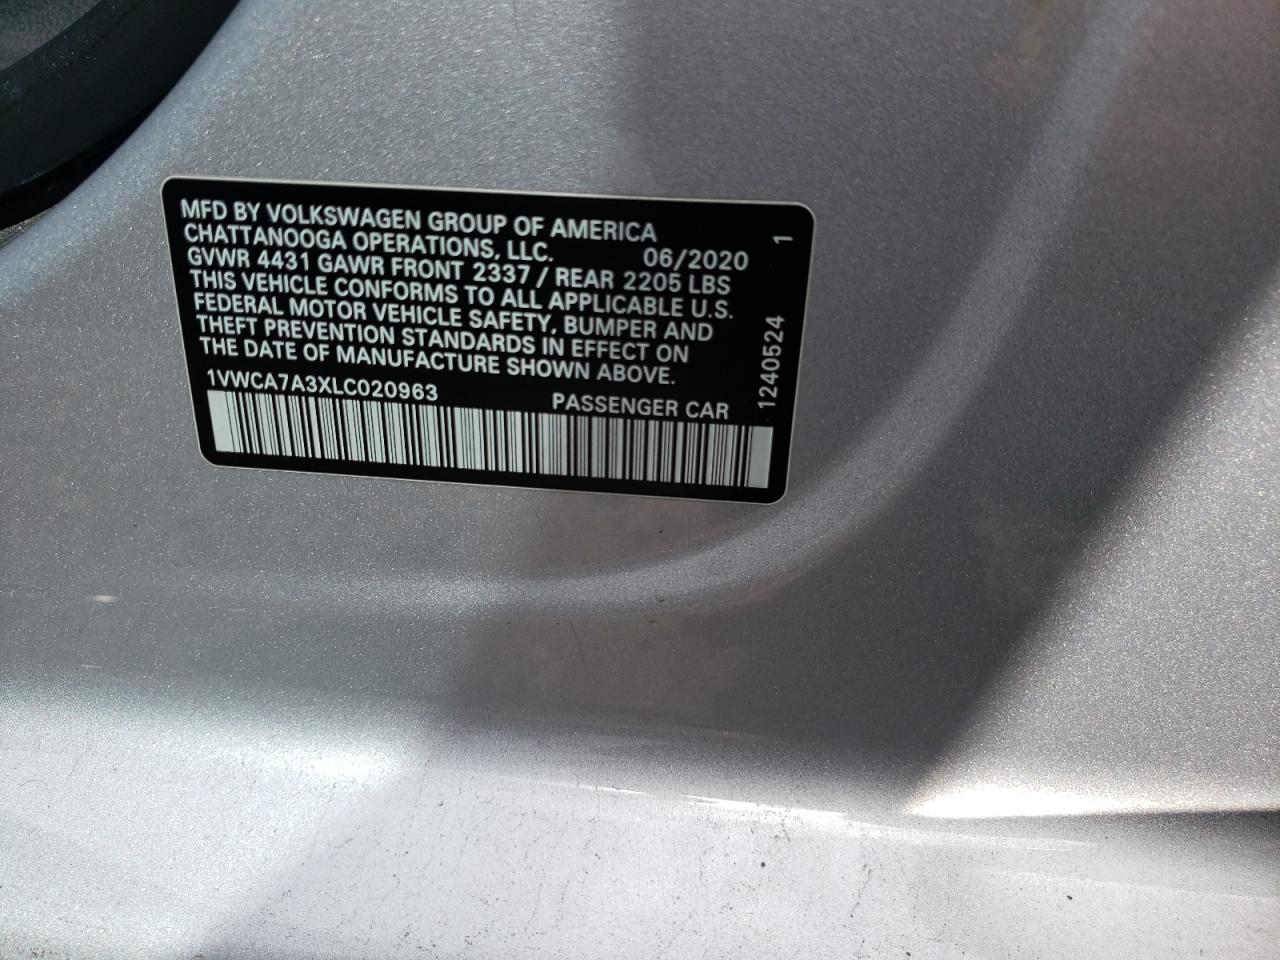 MFD BY VOLKSWAGEN GROUP OF AMERICA
CHATTANOOGA OPERATIONS, LLC. 06/2020 1
GVWR 4431 GAWR FRONT 2337 / REAR 2205 LBS
THIS VEHICLE CONFORMS TO ALL APPLICABLE U.S.
FEDERAL MOTOR VEHICLE SAFETY, BUMPER AND
THEFT PREVENTION STANDARDS IN EFFECT ON
THE DATE OF MANUFACTURE SHOWN ABOVE.
1VWCA7A3XLC020963 PASSENGER CAR
1240524